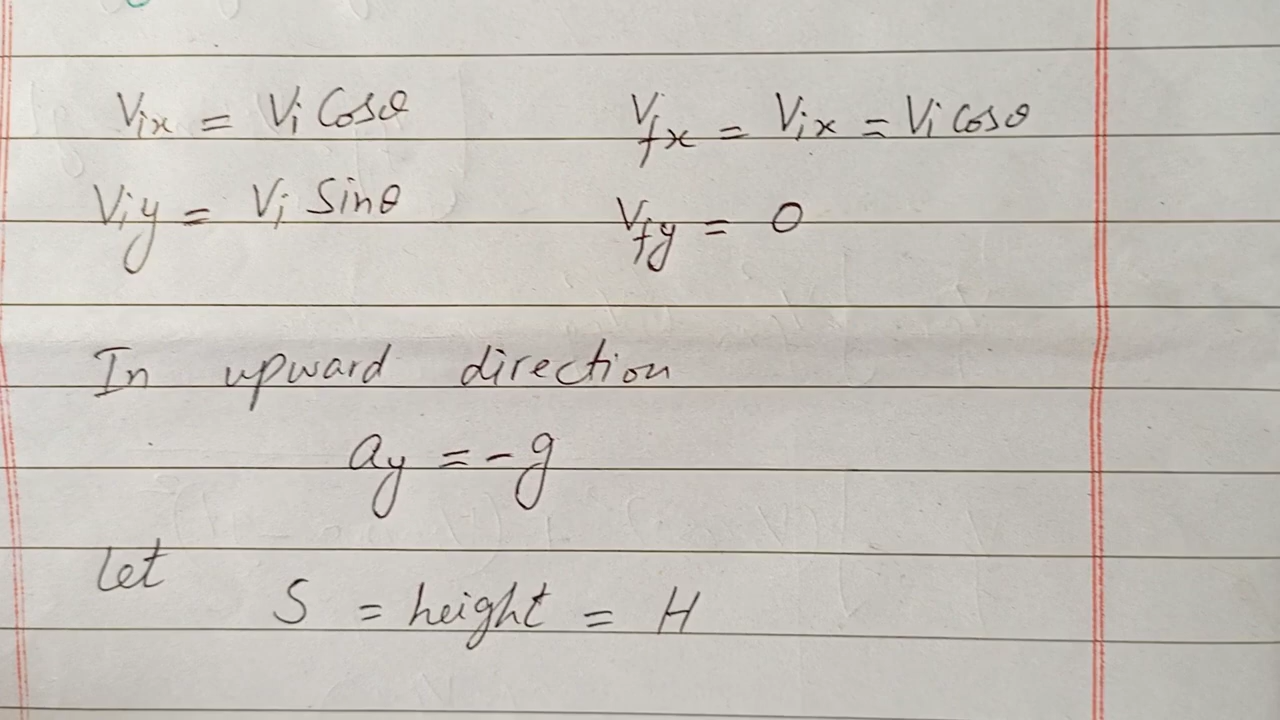 Vix = Vi Cosθ Vfx = Vix = Vi Cosθ
Viy = Vi Sinθ Vfy = 0
In upward direction
ay = -g
Let
S = height = H